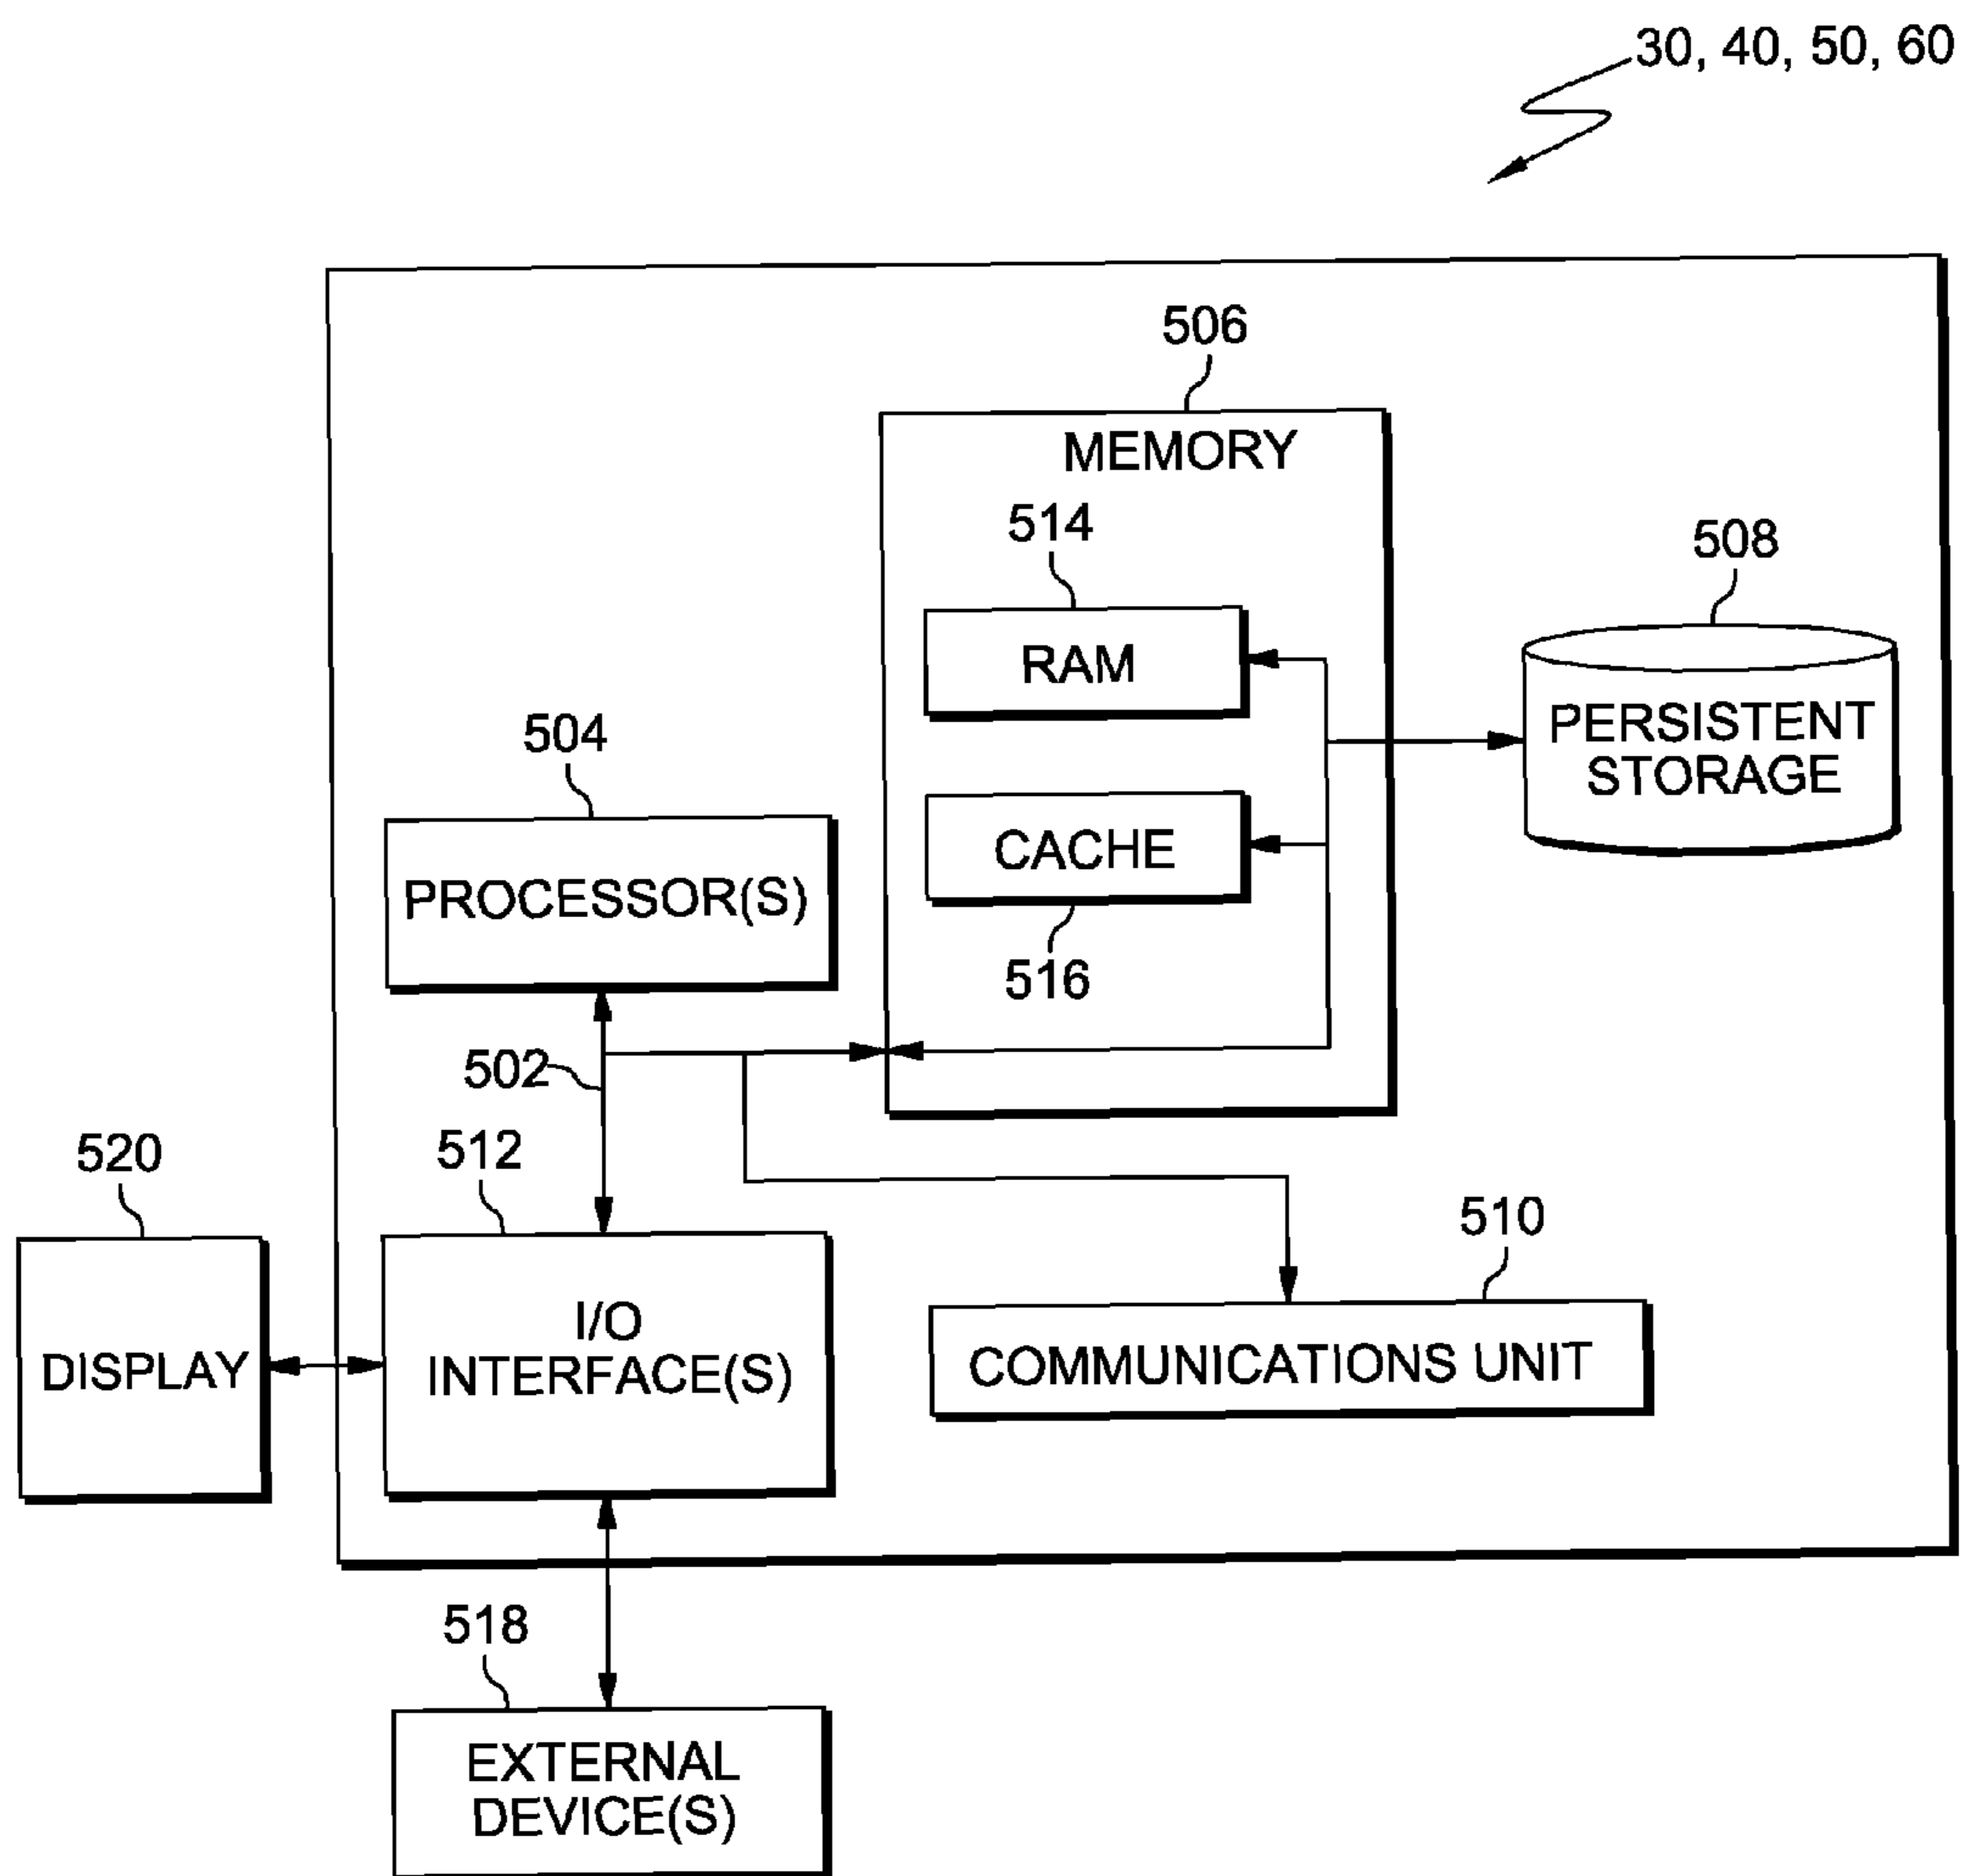 30, 40, 50, 60
506
MEMORY
514
RAM
508
PERSISTENT
STORAGE
504
PROCESSOR(S)
CACHE
516
502
520
DISPLAY
512
I/O
INTERFACE(S)
510
COMMUNICATIONS UNIT
518
EXTERNAL
DEVICE(S)